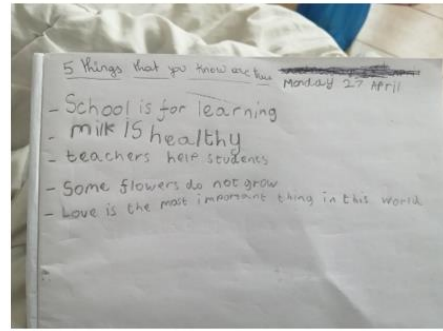 5 things that you know are true
Monday 27 April
- School is for learning
- milk is healthy
- teachers help students
- Some flowers do not grow
- Love is the most important thing in this world